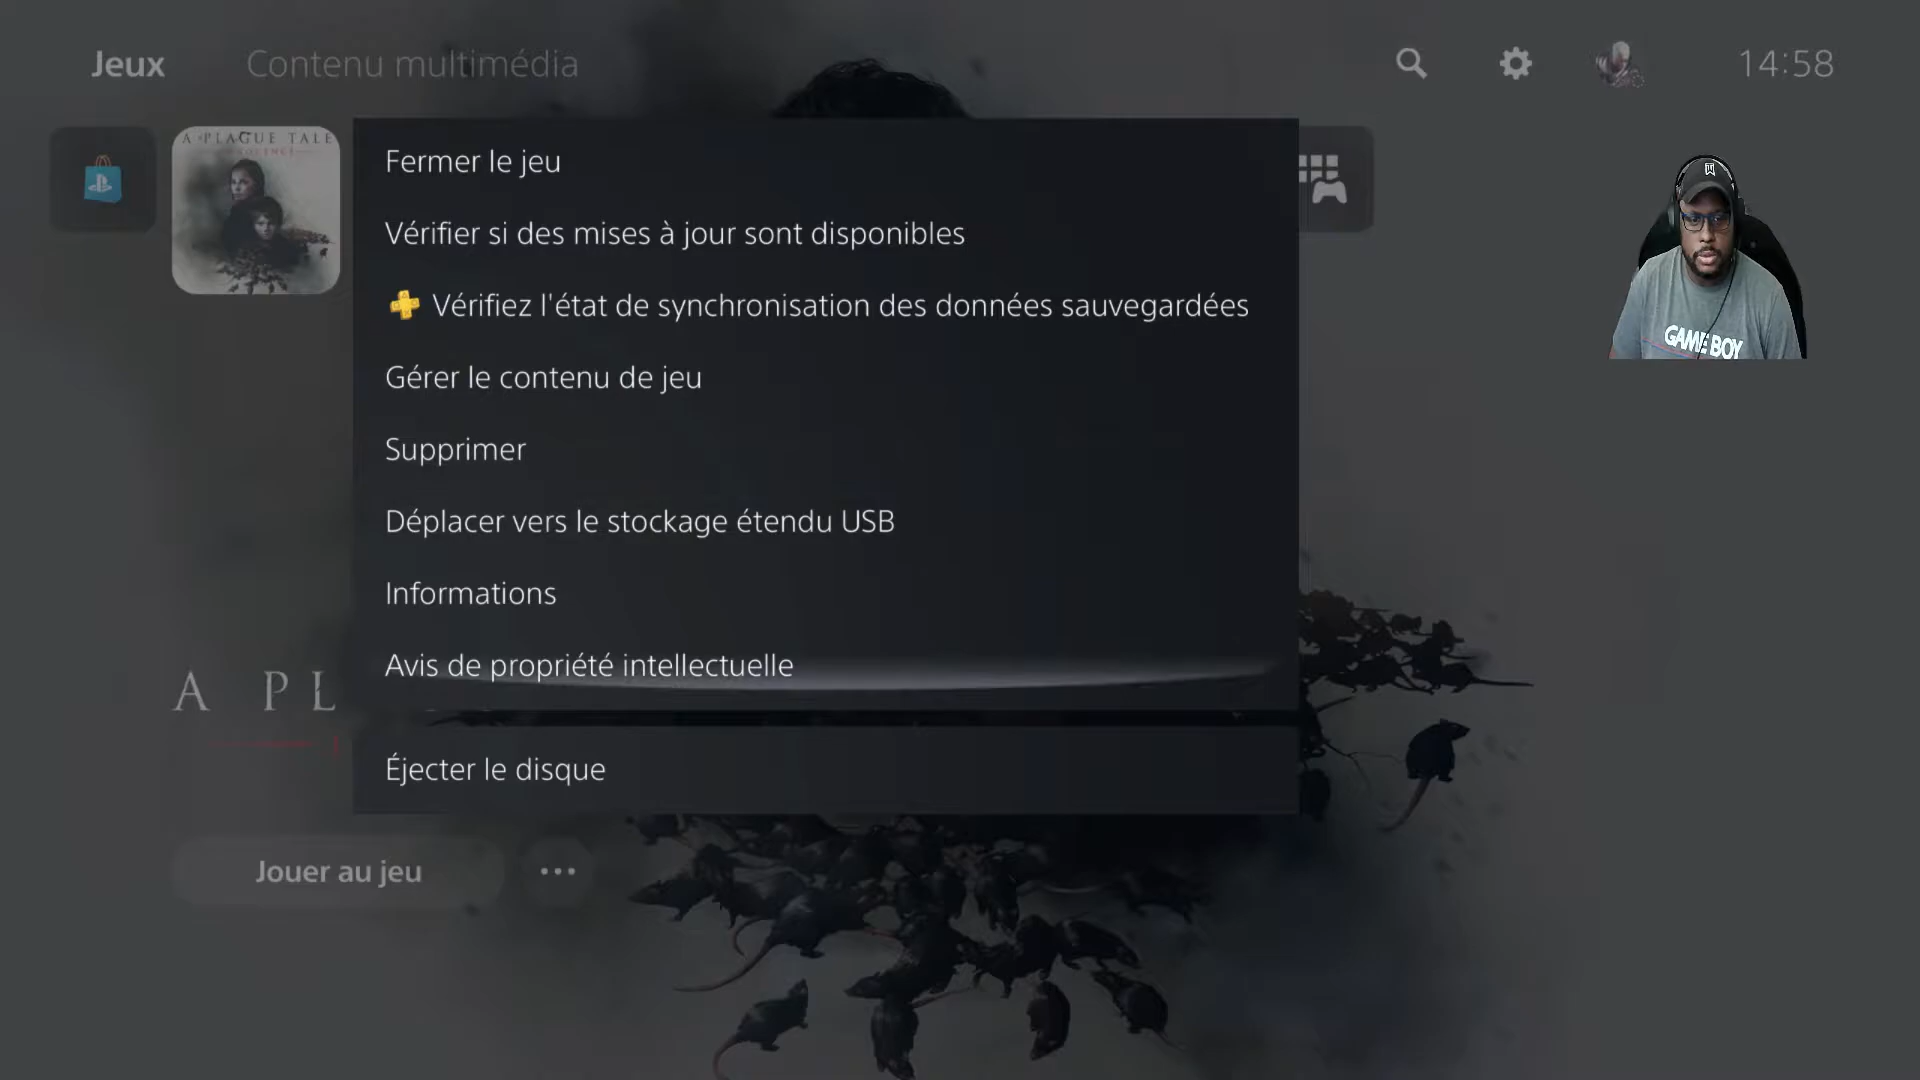 Jeux
Contenu multimédia
14:58
A PLAGUE TALE
Fermer le jeu
Vérifier si des mises à jour sont disponibles
Vérifiez l'état de synchronisation des données sauvegardées
Gérer le contenu de jeu
Supprimer
Déplacer vers le stockage étendu USB
Informations
Avis de propriété intellectuelle
Éjecter le disque
A PL
Jouer au jeu
GAME BOY